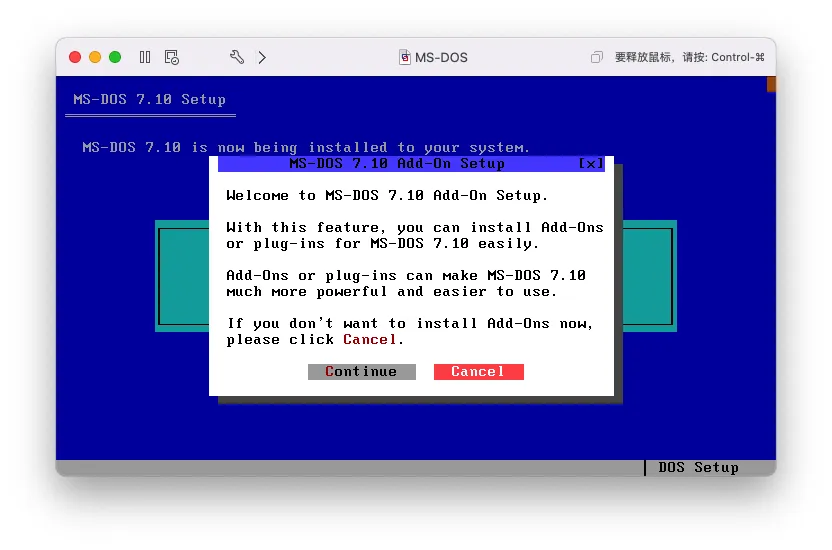 MS-DOS
要释放鼠标，请按: Control-⌘
MS-DOS 7.10 Setup
MS-DOS 7.10 is now being installed to your system.
MS-DOS 7.10 Add-On Setup [x]
Welcome to MS-DOS 7.10 Add-On Setup.
With this feature, you can install Add-Ons
or plug-ins for MS-DOS 7.10 easily.
Add-Ons or plug-ins can make MS-DOS 7.10
much more powerful and easier to use.
If you don't want to install Add-Ons now,
please click Cancel.
Continue Cancel
DOS Setup